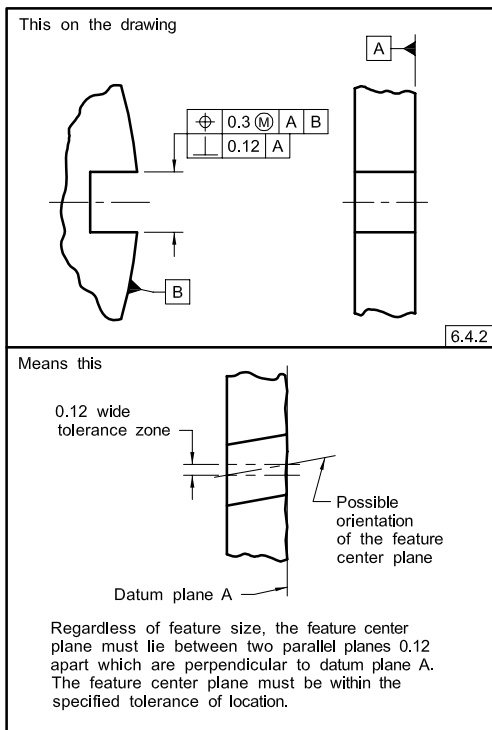 This on the drawing
A
⌖ 0.3 Ⓜ A B
⟂ 0.12 A
B
6.4.2
Means this
0.12 wide
tolerance zone
Possible
orientation
of the feature
center plane
Datum plane A
Regardless of feature size, the feature center
plane must lie between two parallel planes 0.12
apart which are perpendicular to datum plane A.
The feature center plane must be within the
specified tolerance of location.